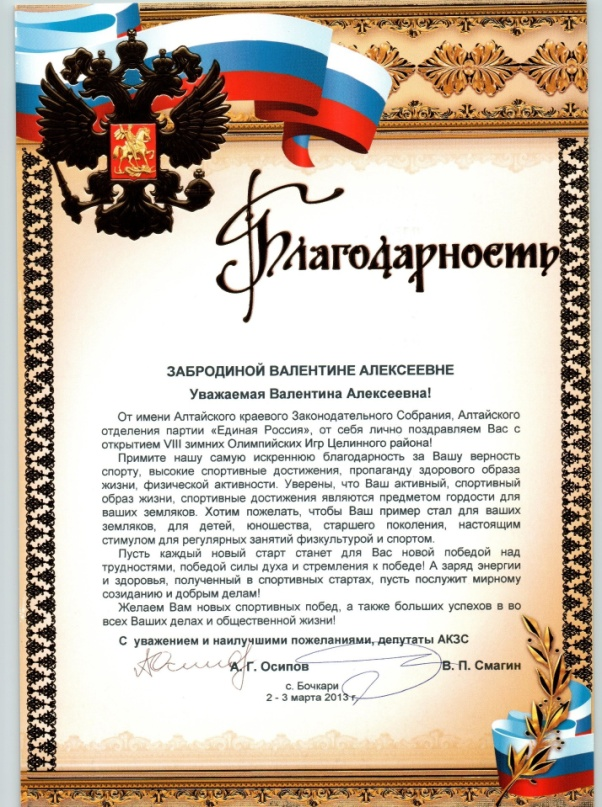 Благодарность
ЗАБРОДИНОЙ ВАЛЕНТИНЕ АЛЕКСЕЕВНЕ
Уважаемая Валентина Алексеевна!
От имени Алтайского краевого Законодательного Собрания, Алтайского
отделения партии «Единая Россия», от себя лично поздравляем Вас с
открытием VIII зимних Олимпийских Игр Целинного района!
Примите нашу самую искреннюю благодарность за Вашу верность
спорту, высокие спортивные достижения, пропаганду здорового образа
жизни, физической активности. Уверены, что Ваш активный, спортивный
образ жизни, спортивные достижения являются предметом гордости для
ваших земляков. Хотим пожелать, чтобы Ваш пример стал для ваших
земляков, для детей, юношества, старшего поколения, настоящим
стимулом для регулярных занятий физкультурой и спортом.
Пусть каждый новый старт станет для Вас новой победой над
трудностями, победой силы духа и стремления к победе! А заряд энергии
и здоровья, полученный в спортивных стартах, пусть послужит мирному
созиданию и добрым делам!
Желаем Вам новых спортивных побед, а также больших успехов в во
всех Ваших делах и общественной жизни!
С уважением и наилучшими пожеланиями, депутаты АКЗС
А. Г. Осипов В. П. Смагин
с. Бочкари
2 - 3 марта 2013 г.